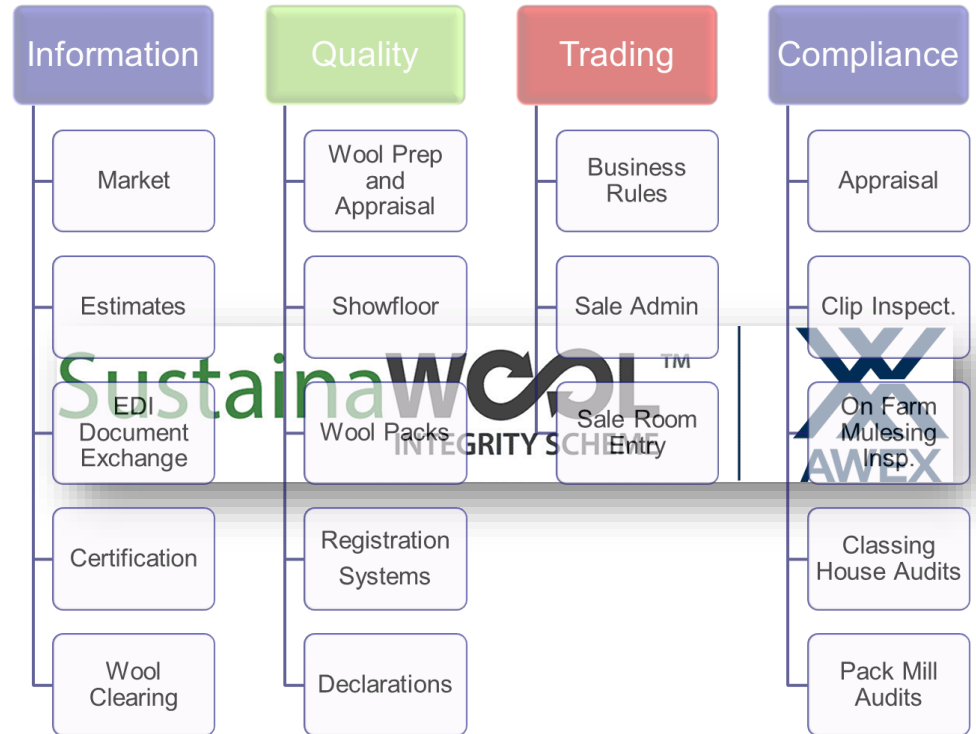 Information
Market
Estimates
EDI
Document
Exchange
Certification
Wool
Clearing
Quality
Wool Prep
and
Appraisal
Showfloor
Wool Packs
Registration
Systems
Declarations
Trading
Business
Rules
Sale Admin
Sale Room
Entry
Compliance
Appraisal
Clip Inspect.
On Farm
Mulesing
Insp.
Classing
House Audits
Pack Mill
Audits
SustainaWOOL™
INTEGRITY SCHEME
AWEX